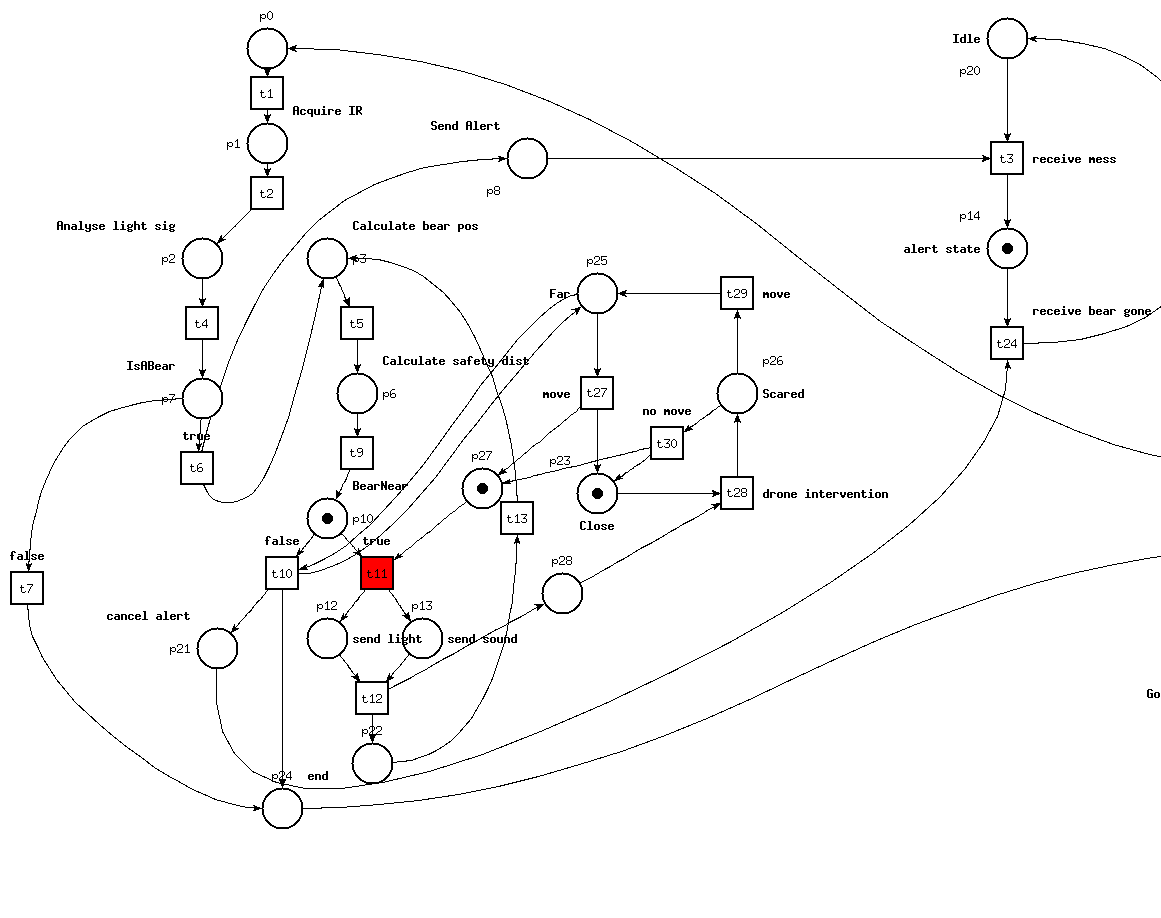 p0
t1
Acquire IR
p1
t2
Analyse light sig
p2
t4
IsABear
p7
true
t6
false
t7
Send Alert
p8
Calculate bear pos
p3
t5
Calculate safety dist
p6
t9
BearNear
p10
false
true
t10
t11
cancel alert
p21
p12
p13
send light
send sound
t12
p22
p24
end
p25
Far
t29
move
p26
Scared
move
t27
no move
t30
p27
p23
t13
Close
t28
drone intervention
p28
Idle
p20
t3
receive mess
p14
alert state
receive bear gone
t24
Go